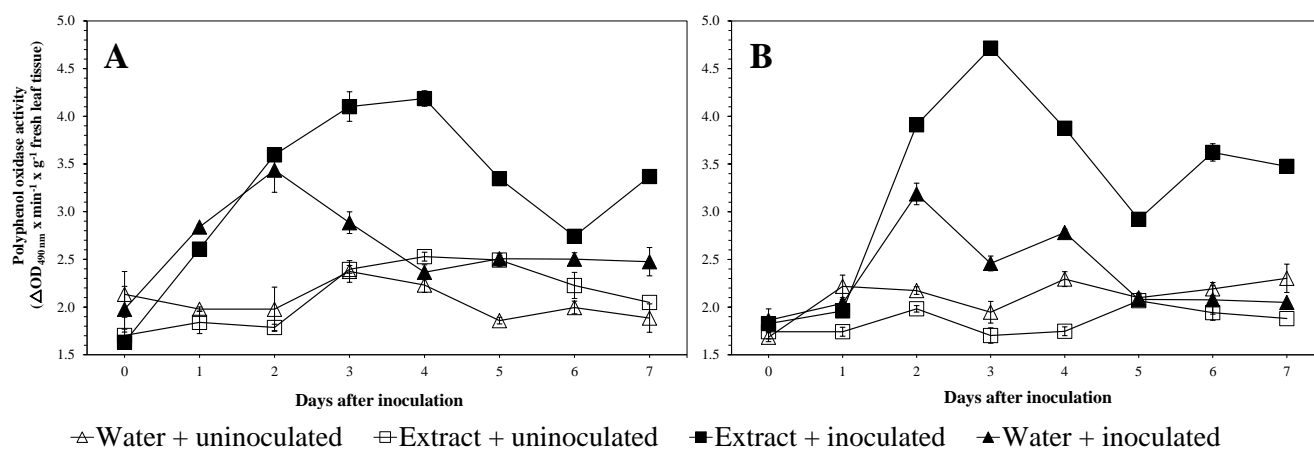 A
B
Polyphenol oxidase activity
(ΔOD490 nm x min-1 x g-1 fresh leaf tissue)
5.0
4.5
4.0
3.5
3.0
2.5
2.0
1.5
0 1 2 3 4 5 6 7
Days after inoculation
5.0
4.5
4.0
3.5
3.0
2.5
2.0
1.5
0 1 2 3 4 5 6 7
Days after inoculation
Water + uninoculated Extract + uninoculated Extract + inoculated Water + inoculated